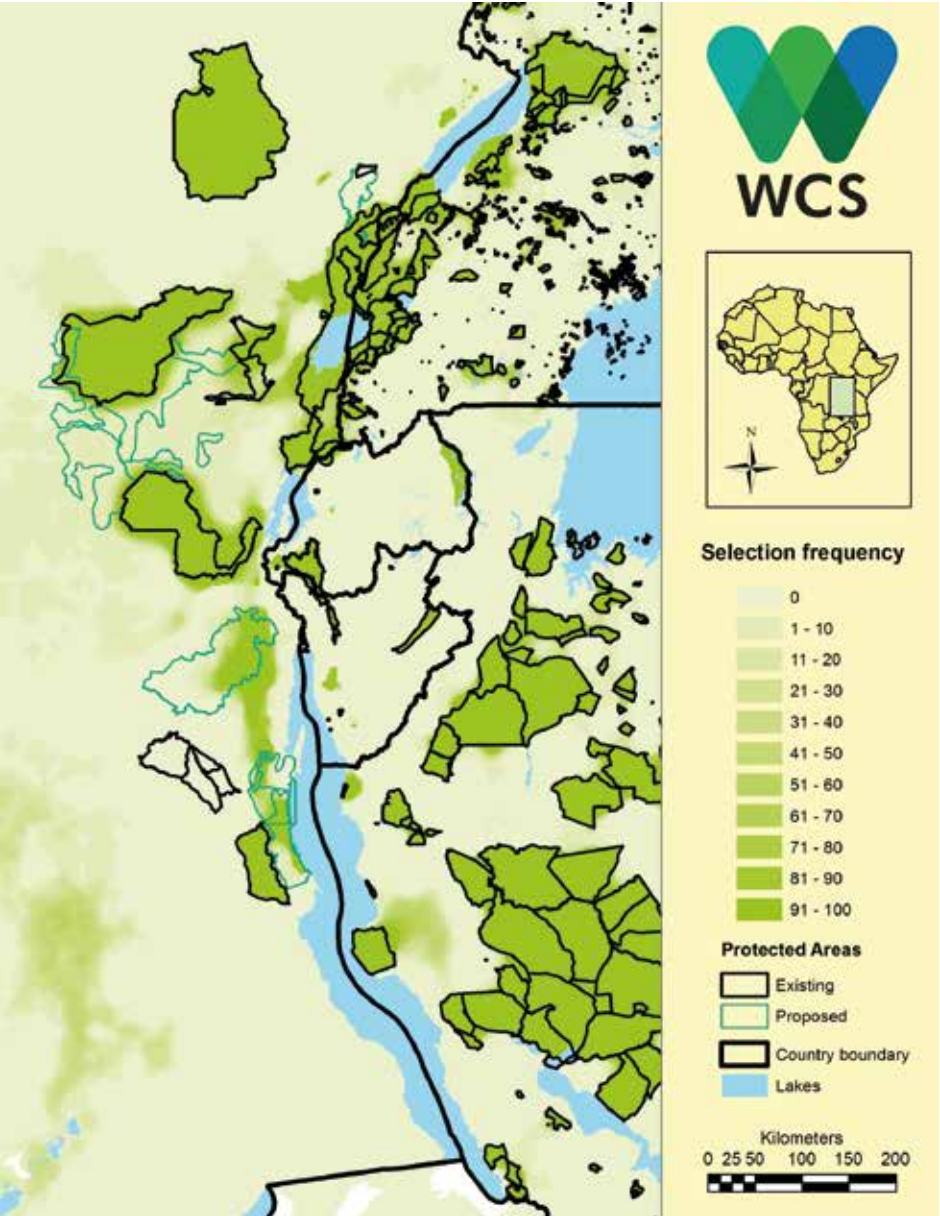 WCS
N
Selection frequency
0
1 - 10
11 - 20
21 - 30
31 - 40
41 - 50
51 - 60
61 - 70
71 - 80
81 - 90
91 - 100
Protected Areas
Existing
Proposed
Country boundary
Lakes
Kilometers
0 25 50 100 150 200